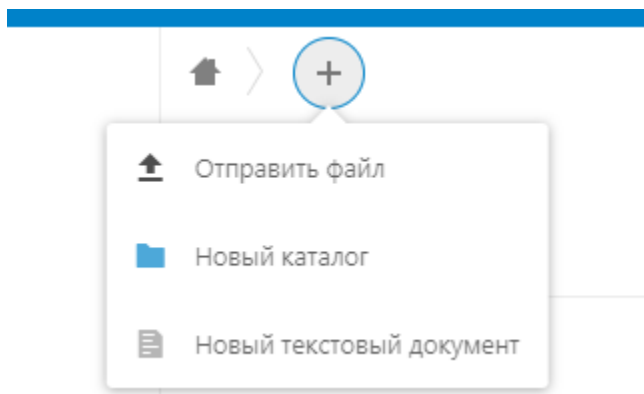 Отправить файл
Новый каталог
Новый текстовый документ